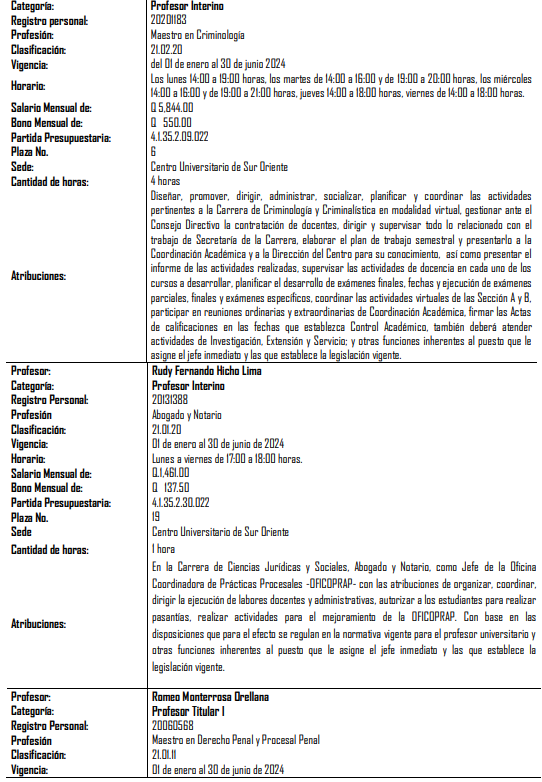 Categoría: Profesor Interino
Registro personal: 20201183
Profesión: Maestro en Criminología
Clasificación: 21.02.20
Vigencia: del 01 de enero al 30 de junio 2024
Horario: Los lunes 14:00 a 19:00 horas, los martes de 14:00 a 16:00 y de 19:00 a 20:00 horas, los miércoles
14:00 a 16:00 y de 19:00 a 21:00 horas, jueves 14:00 a 18:00 horas, viernes de 14:00 a 18:00 horas.
Salario Mensual de: Q 5,844.00
Bono Mensual de: Q 550.00
Partida Presupuestaria: 4.1.35.2.09.022
Plaza No. 6
Sede: Centro Universitario de Sur Oriente
Cantidad de horas: 4 horas
Atribuciones: Diseñar, promover, dirigir, administrar, socializar, planificar y coordinar las actividades
pertinentes a la Carrera de Criminología y Criminalística en modalidad virtual, gestionar ante el
Consejo Directivo la contratación de docentes, dirigir y supervisar todo lo relacionado con el
trabajo de Secretaría de la Carrera, elaborar el plan de trabajo semestral y presentarlo a la
Coordinación Académica y a la Dirección del Centro para su conocimiento, así como presentar el
informe de las actividades realizadas, supervisar las actividades de docencia en cada uno de los
cursos a desarrollar, planificar el desarrollo de exámenes finales, fechas y ejecución de exámenes
parciales, finales y exámenes específicos, coordinar las actividades virtuales de las Sección A y B,
participar en reuniones ordinarias y extraordinarias de Coordinación Académica, firmar las Actas
de calificaciones en las fechas que establezca Control Académico, también deberá atender
actividades de Investigación, Extensión y Servicio; y otras funciones inherentes al puesto que le
asigne el jefe inmediato y las que establece la legislación vigente.
Profesor: Rudy Fernando Hicho Lima
Categoría: Profesor Interino
Registro Personal: 20131388
Profesión Abogado y Notario
Clasificación: 21.01.20
Vigencia: 01 de enero al 30 de junio de 2024
Horario: Lunes a viernes de 17:00 a 18:00 horas.
Salario Mensual de: Q.1,461.00
Bono Mensual de: Q 137.50
Partida Presupuestaria: 4.1.35.2.30.022
Plaza No. 19
Sede Centro Universitario de Sur Oriente
Cantidad de horas: 1 hora
Atribuciones: En la Carrera de Ciencias Jurídicas y Sociales, Abogado y Notario, como Jefe de la Oficina
Coordinadora de Prácticas Procesales -OFICOPRAP- con las atribuciones de organizar, coordinar,
dirigir la ejecución de labores docentes y administrativas, autorizar a los estudiantes para realizar
pasantías, realizar actividades para el mejoramiento de la OFICOPRAP. Con base en las
disposiciones que para el efecto se regulan en la normativa vigente para el profesor universitario y
otras funciones inherentes al puesto que le asigne el jefe inmediato y las que establece la
legislación vigente.
Profesor: Romeo Monterrosa Orellana
Categoría: Profesor Titular I
Registro Personal: 20060568
Profesión Maestro en Derecho Penal y Procesal Penal
Clasificación: 21.01.11
Vigencia: 01 de enero al 30 de junio de 2024